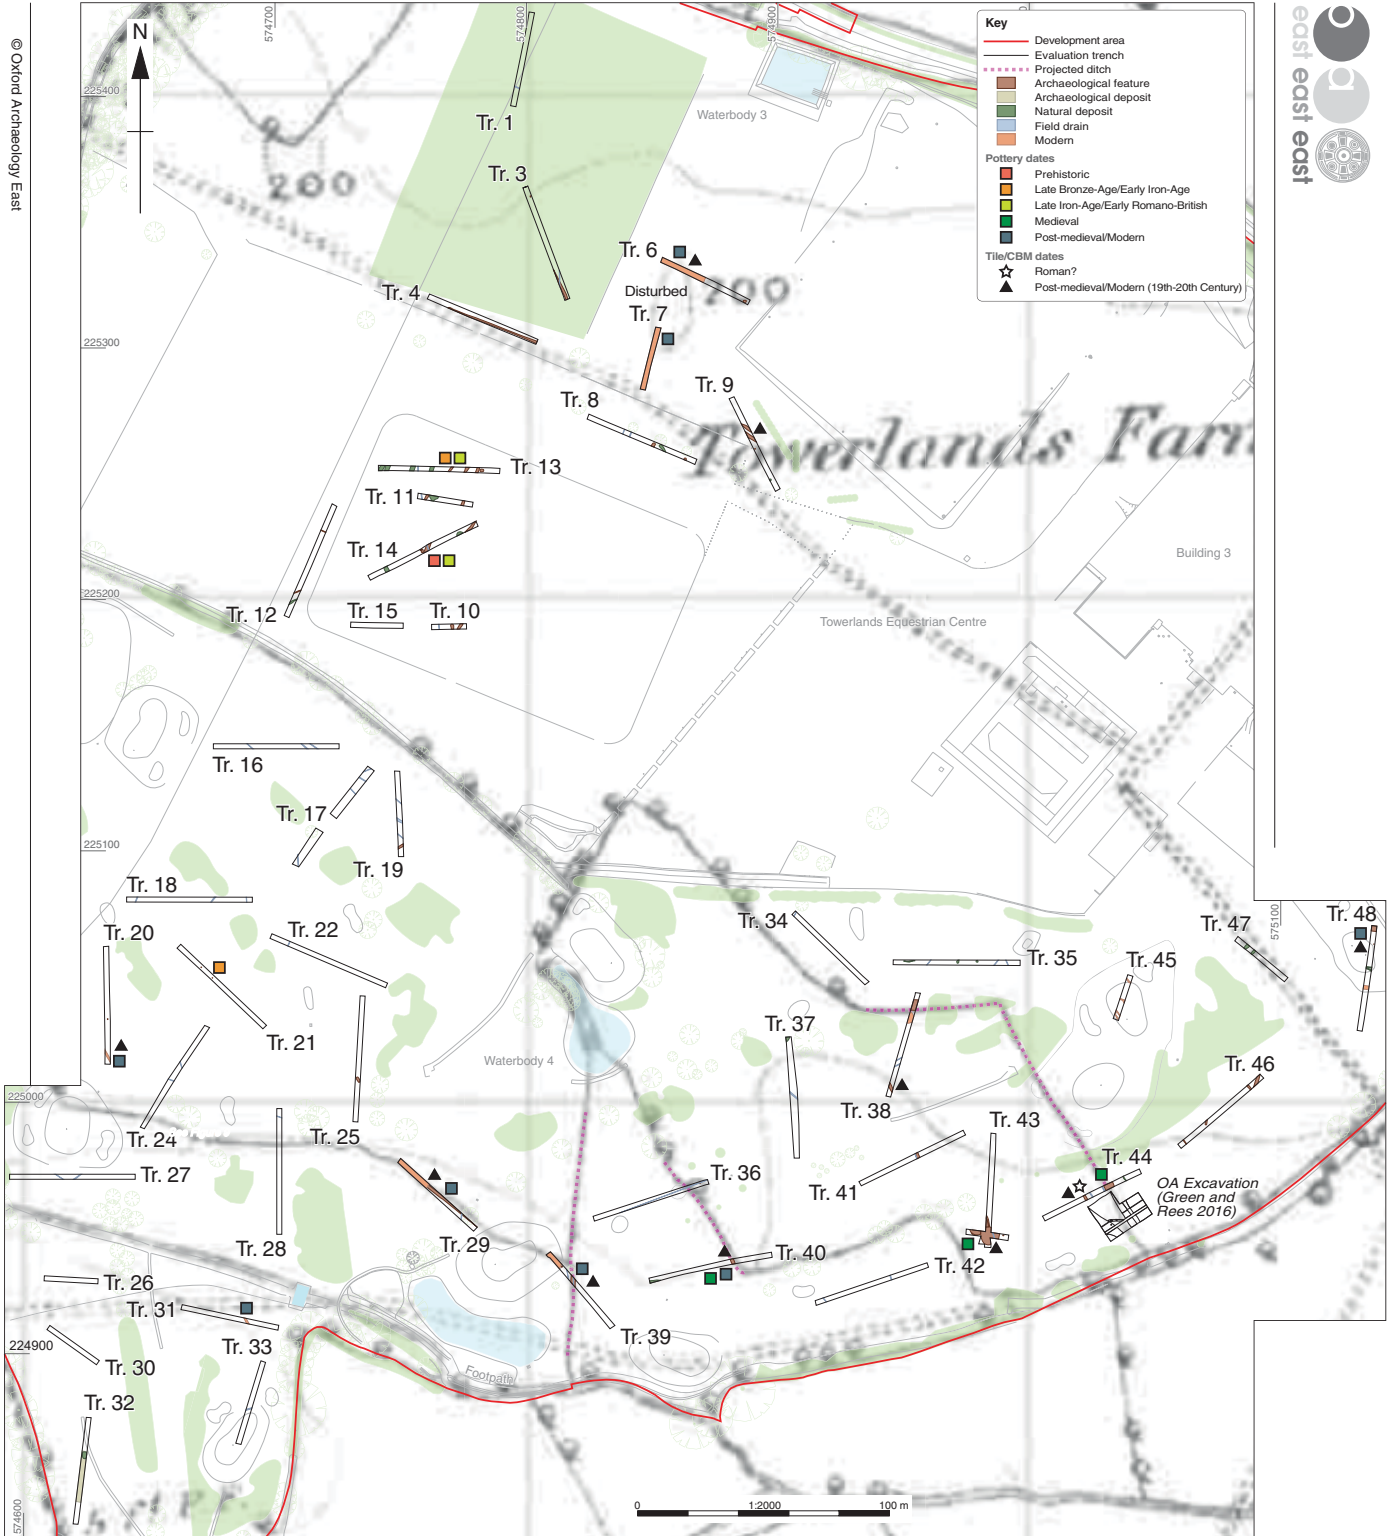 © Oxford Archaeology East
N
574700
574800
574900
225400
225300
225200
225100
225000
224900
574600
575100
Key
Development area
Evaluation trench
Projected ditch
Archaeological feature
Archaeological deposit
Natural deposit
Field drain
Modern
Pottery dates
Prehistoric
Late Bronze-Age/Early Iron-Age
Late Iron-Age/Early Romano-British
Medieval
Post-medieval/Modern
Tile/CBM dates
Roman?
Post-medieval/Modern (19th-20th Century)
east east east
Waterbody 3
Tr. 1
Tr. 3
200
Tr. 6
200
Disturbed
Tr. 4
Tr. 7
Tr. 9
Tr. 8
Towerlands Farm
Tr. 13
Tr. 11
Tr. 14
Building 3
Tr. 12
Tr. 15
Tr. 10
Towerlands Equestrian Centre
Tr. 16
Tr. 17
Tr. 19
Tr. 18
Tr. 20
Tr. 22
Tr. 34
Tr. 47
Tr. 48
Tr. 35
Tr. 45
Tr. 21
Tr. 37
Waterbody 4
Tr. 46
Tr. 24
Tr. 25
Tr. 38
Tr. 43
Tr. 27
Tr. 36
Tr. 41
Tr. 44
OA Excavation
(Green and
Rees 2016)
Tr. 28
Tr. 29
Tr. 40
Tr. 42
Tr. 26
Tr. 31
Tr. 33
Tr. 39
Tr. 30
Footpath
Tr. 32
0
1:2000
100 m